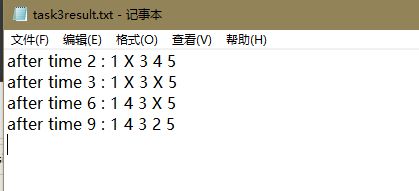 task3result.txt - 记事本
文件(F) 编辑(E) 格式(O) 查看(V) 帮助(H)
after time 2 : 1 X 3 4 5
after time 3 : 1 X 3 X 5
after time 6 : 1 4 3 X 5
after time 9 : 1 4 3 2 5